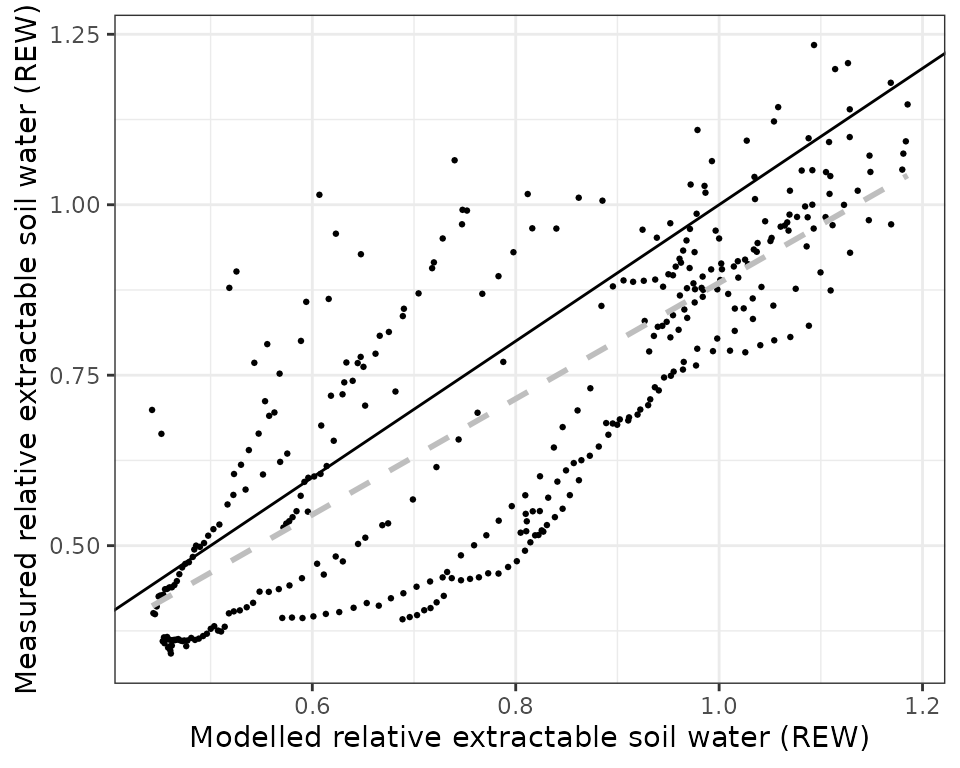 Measured relative extractable soil water (REW)
1.25
1.00
0.75
0.50
0.6 0.8 1.0 1.2
Modelled relative extractable soil water (REW)